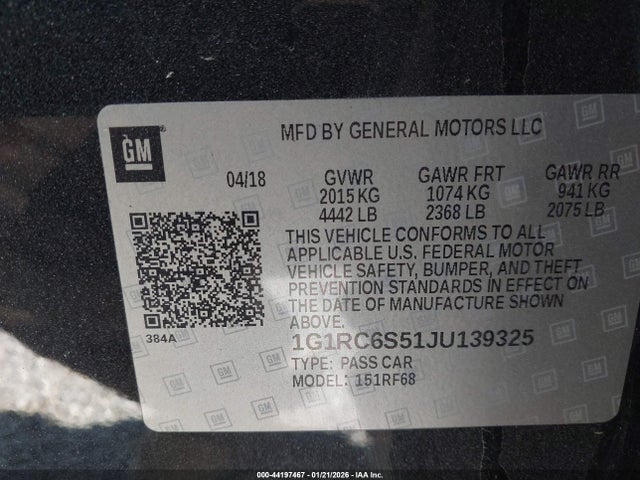 GM
MFD BY GENERAL MOTORS LLC
04/18
GVWR GAWR FRT GAWR RR
2015 KG 1074 KG 941 KG
4442 LB 2368 LB 2075 LB
THIS VEHICLE CONFORMS TO ALL
APPLICABLE U.S. FEDERAL MOTOR
VEHICLE SAFETY, BUMPER, AND THEFT
PREVENTION STANDARDS IN EFFECT ON
THE DATE OF MANUFACTURE SHOWN
ABOVE.
384A
1G1RC6S51JU139325
TYPE: PASS CAR
MODEL: 151RF68
000-44197467 - 01/21/2026 - IAA Inc.